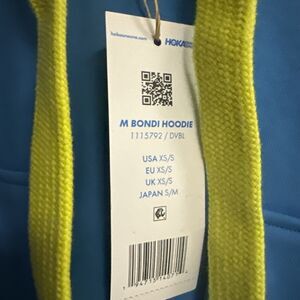 hokaoneone.com HOKA
M BONDI HOODIE
1115792 / DVBL
USA XS/S
EU XS/S
UK XS/S
JAPAN S/M